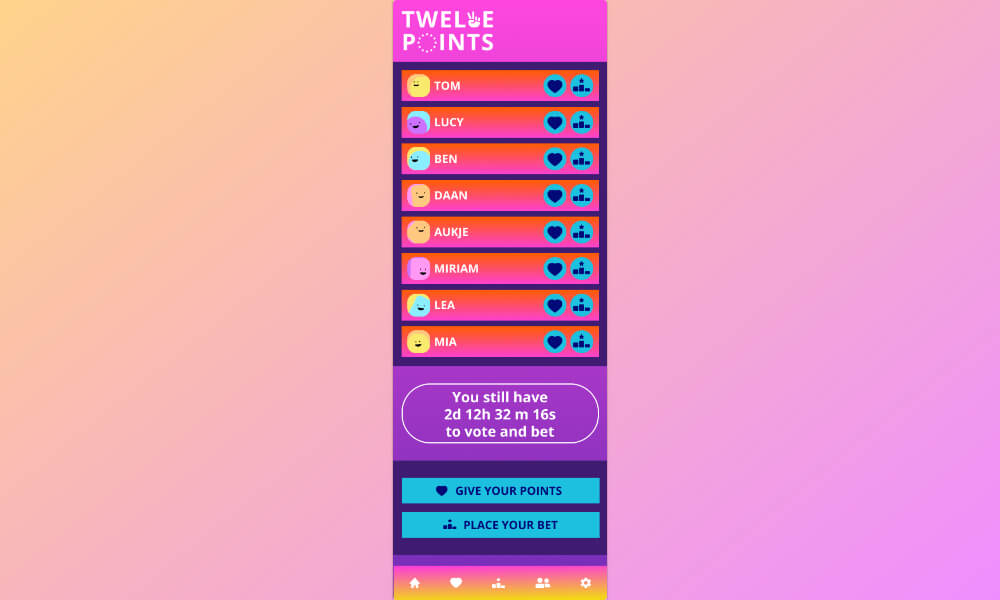 TWELVE
POINTS
TOM
LUCY
BEN
DAAN
AUKJE
MIRIAM
LEA
MIA
You still have
2d 12h 32 m 16s
to vote and bet
GIVE YOUR POINTS
PLACE YOUR BET